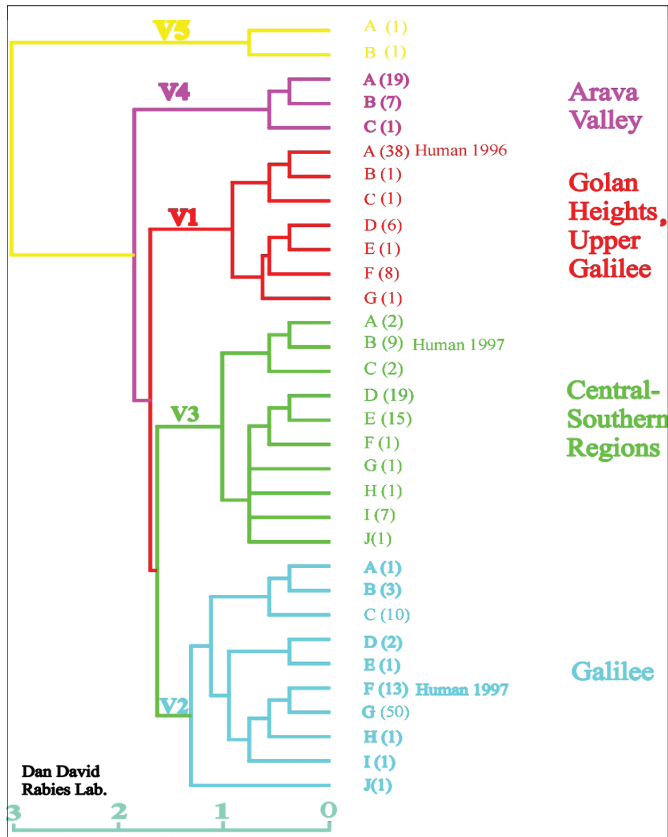 V5
A (1)
B (1)
V4
A (19)
B (7)
C (1)
Arava
Valley
V1
A (38) Human 1996
B (1)
C (1)
D (6)
E (1)
F (8)
G (1)
Golan
Heights,
Upper
Galilee
V3
A (2)
B (9) Human 1997
C (2)
D (19)
E (15)
F (1)
G (1)
H (1)
I (7)
J(1)
Central-
Southern
Regions
V2
A (1)
B (3)
C (10)
D (2)
E (1)
F (13) Human 1997
G (50)
H (1)
I (1)
J(1)
Galilee
Dan David
Rabies Lab.
3 2 1 0